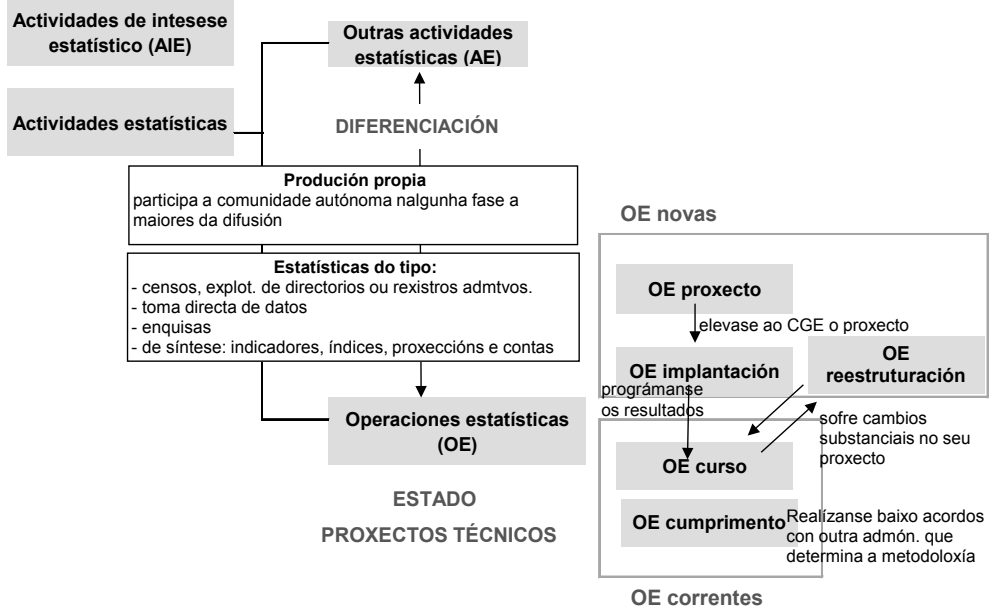 Actividades de intesese
estatístico (AIE)
Outras actividades
estatísticas (AE)
Actividades estatísticas
DIFERENCIACIÓN
Produción propia
participa a comunidade autónoma nalgunha fase a
maiores da difusión
Estatísticas do tipo:
- censos, explot. de directorios ou rexistros admtvos.
- toma directa de datos
- enquisas
- de síntese: indicadores, índices, proxeccións e contas
Operaciones estatísticas
(OE)
ESTADO
PROXECTOS TÉCNICOS
OE novas
OE proxecto
elevase ao CGE o proxecto
OE implantación
OE
reestruturación
prográmanse
os resultados
sofre cambios
substanciais no seu
proxecto
OE curso
OE cumprimento
Realízanse baixo acordos
con outra admón. que
determina a metodoloxía
OE correntes